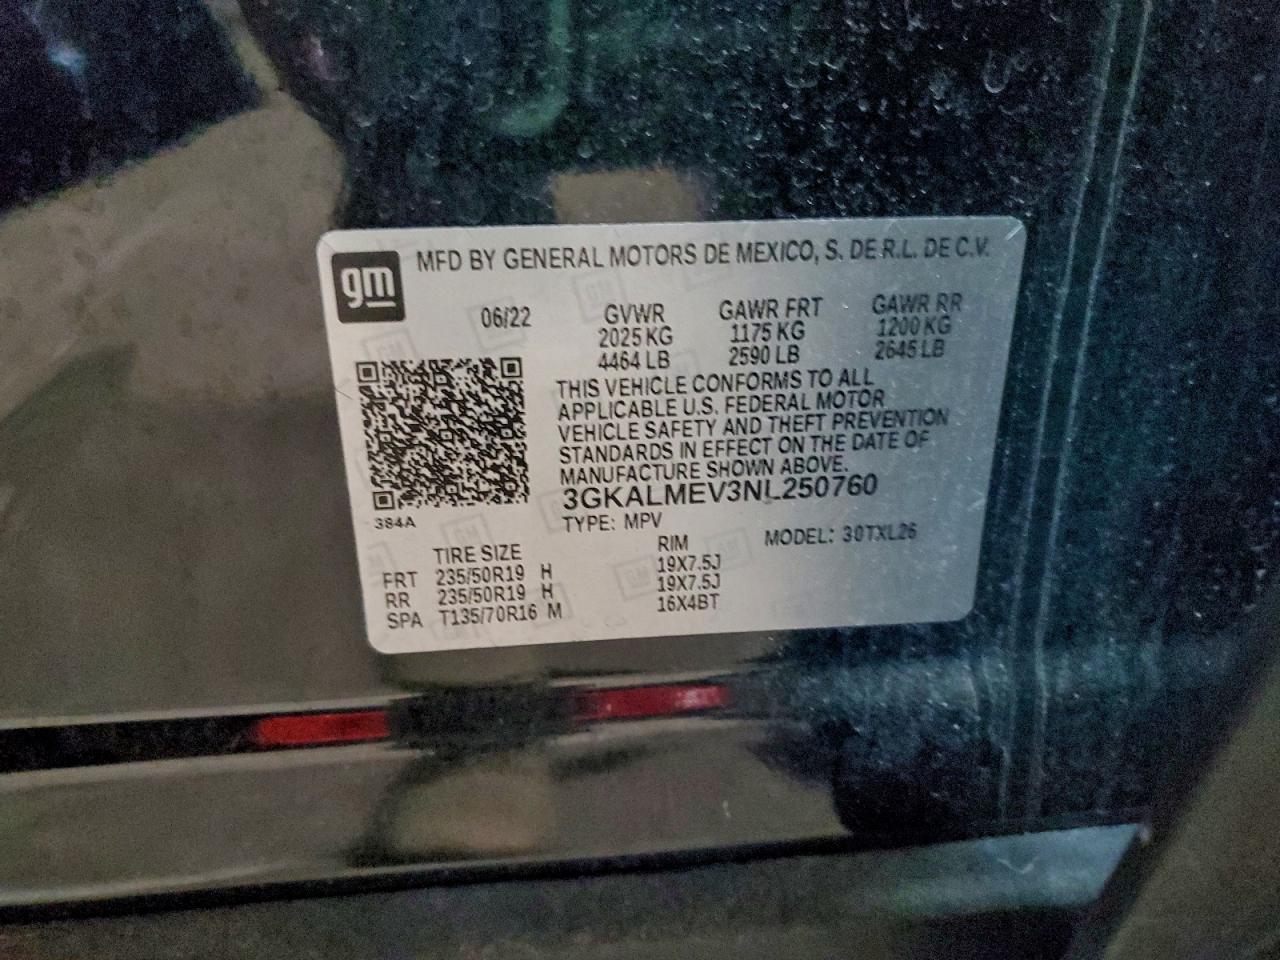 gm
MFD BY GENERAL MOTORS DE MEXICO, S. DE R.L. DE C.V.
06/22 GVWR GAWR FRT GAWR RR
2025 KG 1175 KG 1200 KG
4464 LB 2590 LB 2645 LB
THIS VEHICLE CONFORMS TO ALL
APPLICABLE U.S. FEDERAL MOTOR
VEHICLE SAFETY AND THEFT PREVENTION
STANDARDS IN EFFECT ON THE DATE OF
MANUFACTURE SHOWN ABOVE.
3GKALMEV3NL250760
384A
TYPE: MPV
MODEL: 30TXL26
TIRE SIZE RIM
FRT 235/50R19 H 19X7.5J
RR 235/50R19 H 19X7.5J
SPA T135/70R16 M 16X4BT